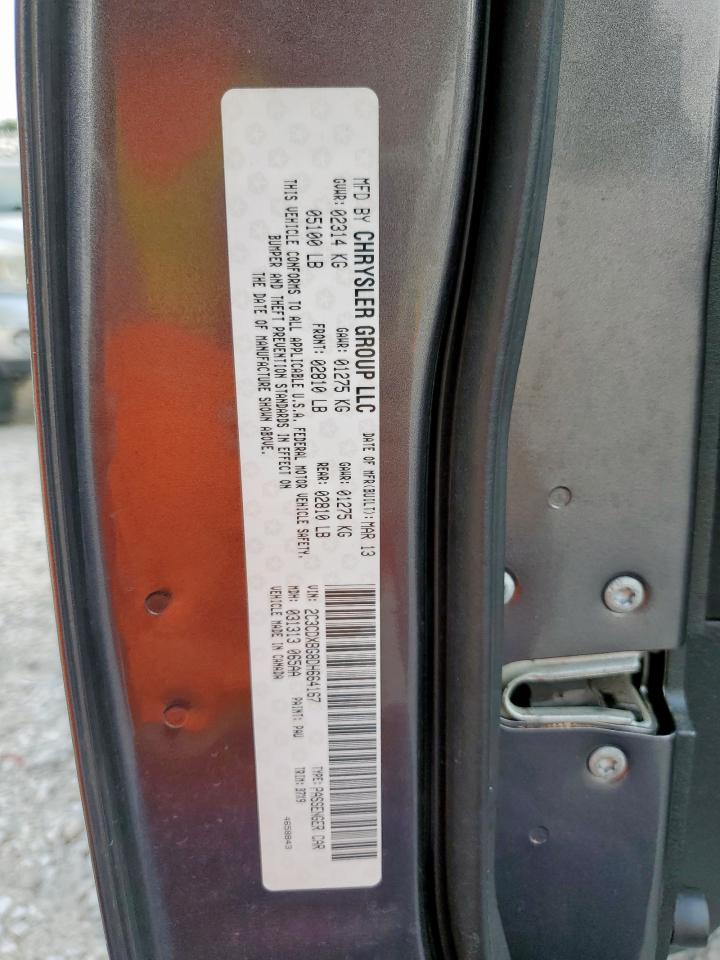 MFD BY CHRYSLER GROUP LLC DATE OF MFR(BUILT): MAR 13
GVWR: 02314 KG GAWR: 01275 KG GAWR: 01275 KG
05100 LB FRONT: 02810 LB REAR: 02810 LB
THIS VEHICLE CONFORMS TO ALL APPLICABLE U.S.A. FEDERAL MOTOR VEHICLE SAFETY,
BUMPER AND THEFT PREVENTION STANDARDS IN EFFECT ON
THE DATE OF MANUFACTURE SHOWN ABOVE.
VIN: 2C3CDXBG8DH664167 TYPE: PASSENGER CAR
MDH: 031313 065AA PAINT: PAU TRIM: B7X9
VEHICLE MADE IN CANADA 4658843